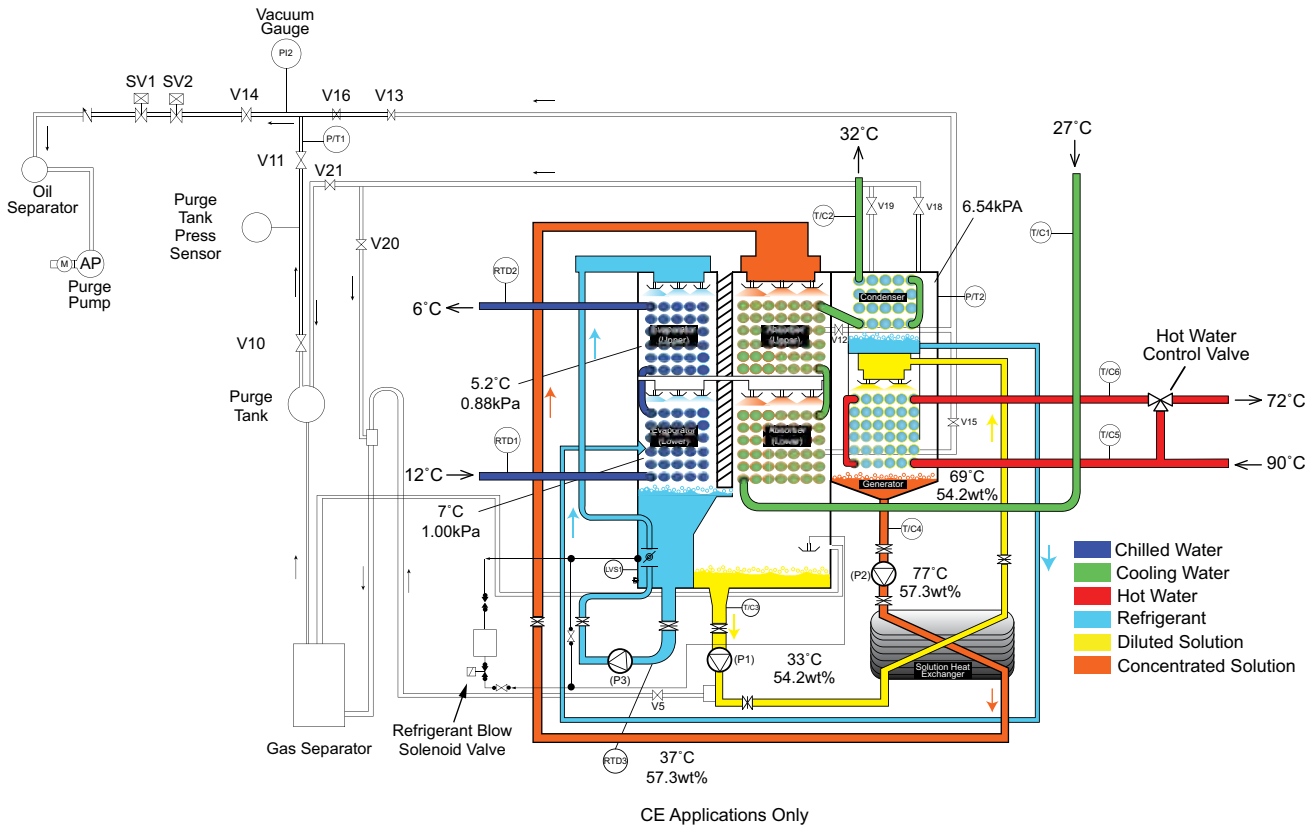 Vacuum
Gauge
PI2
SV1
SV2
V14
V16
V13
P/T1
V11
V21
Oil
Separator
Purge
Tank
Press
Sensor
V20
M
AP
Purge
Pump
V10
Purge
Tank
32˚C
27˚C
T/C2
V19
V18
6.54kPA
T/C1
RTD2
6˚C
Condenser
P/T2
Evaporator
(Upper)
Absorber
(Upper)
V12
Hot Water
Control Valve
5.2˚C
0.88kPa
T/C6
72˚C
RTD1
Evaporator
(Lower)
Absorber
(Lower)
V15
T/C5
90˚C
12˚C
Generator
69˚C
54.2wt%
7˚C
1.00kPa
T/C4
LVS1
(P2)
77˚C
57.3wt%
T/C3
(P1)
33˚C
54.2wt%
(P3)
Solution Heat
Exchanger
V5
Gas Separator
Refrigerant Blow
Solenoid Valve
RTD3
37˚C
57.3wt%
Chilled Water
Cooling Water
Hot Water
Refrigerant
Diluted Solution
Concentrated Solution
CE Applications Only